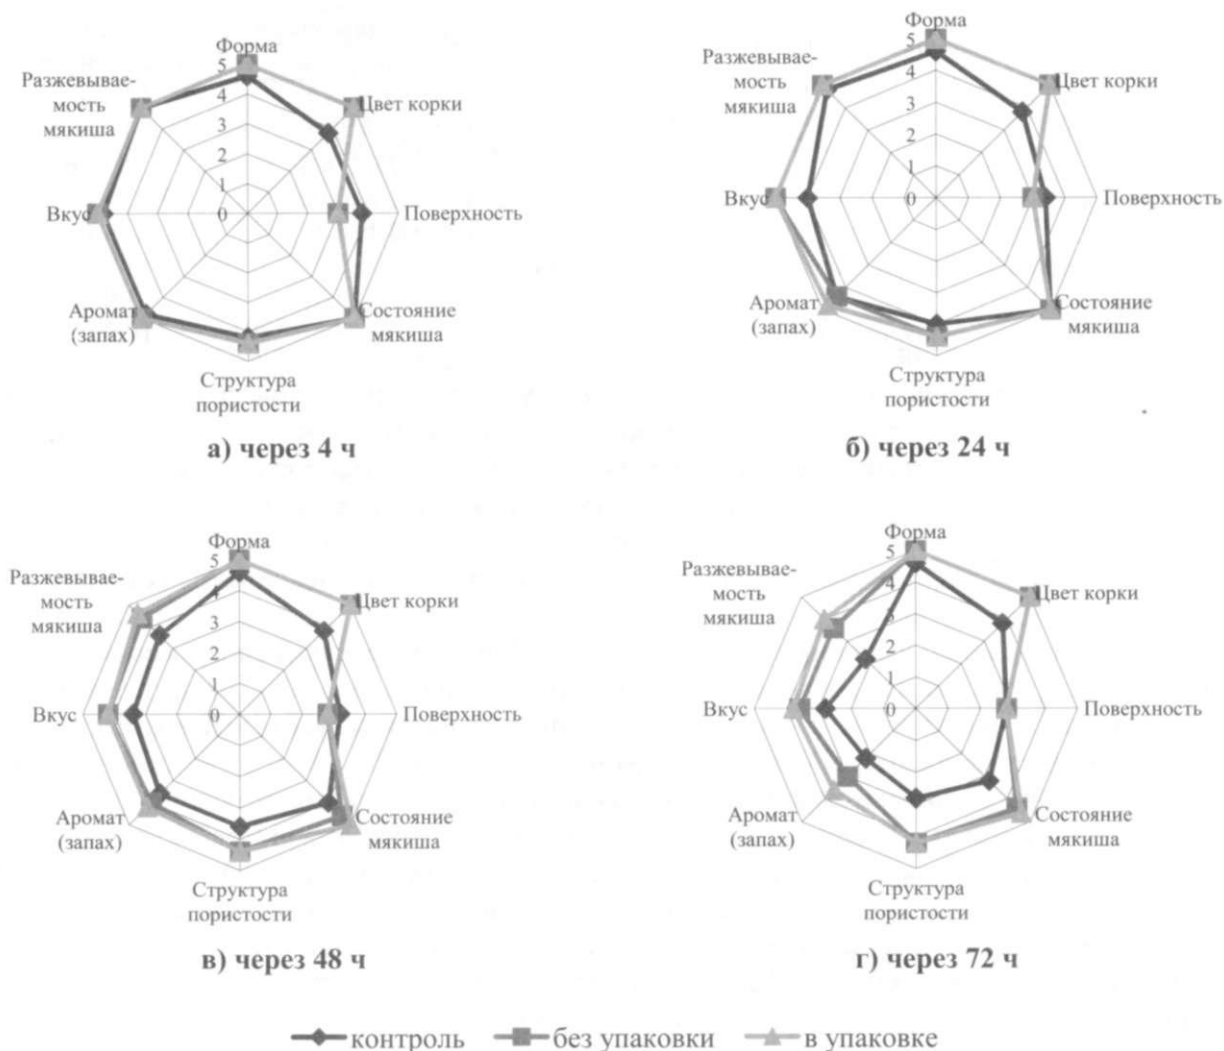 Форма
5
4
3
2
1
0
Разжевывае-
мость
мякиша
Цвет корки
Вкус
Поверхность
Аромат
(запах)
Состояние
мякиша
Структура
пористости
а) через 4 ч
Форма
5
4
3
2
1
0
Разжевывае-
мость
мякиша
Цвет корки
Вкус
Поверхность
Аромат
(запах)
Состояние
мякиша
Структура
пористости
б) через 24 ч
Форма
5
4
3
2
1
0
Разжевывае-
мость
мякиша
Цвет корки
Вкус
Поверхность
Аромат
(запах)
Состояние
мякиша
Структура
пористости
в) через 48 ч
Форма
5
4
3
2
1
0
Разжевывае-
мость
мякиша
Цвет корки
Вкус
Поверхность
Аромат
(запах)
Состояние
мякиша
Структура
пористости
г) через 72 ч
контроль без упаковки в упаковке